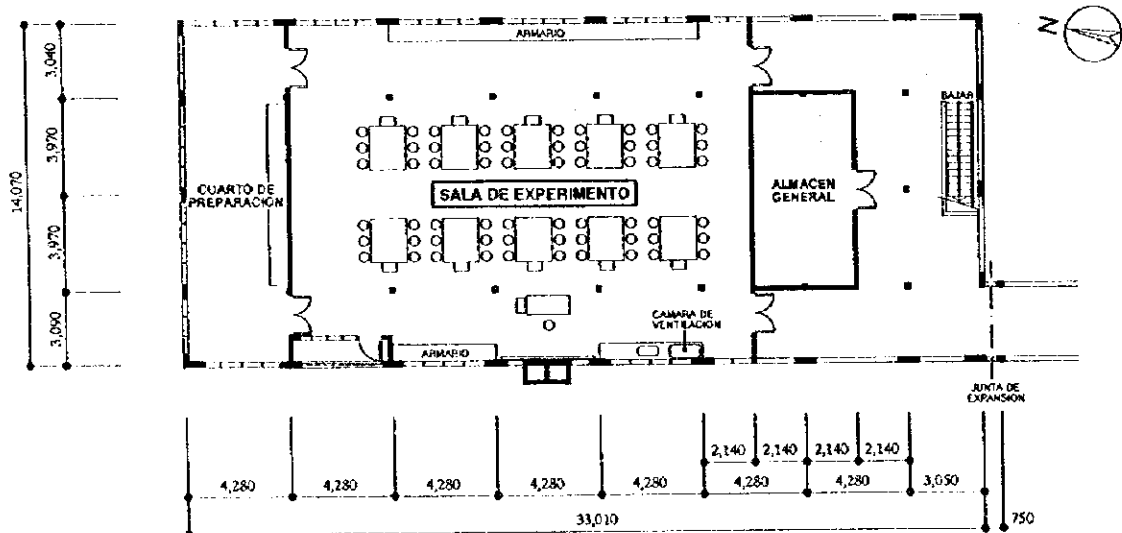 N
ARMARIO
BAJAR
3,040
3,970
14,070
3,970
3,090
CUARTO DE
PREPARACIÓN
SALA DE EXPERIMENTO
ALMACEN
GENERAL
CAMARA DE
VENTILACION
ARMARIO
JUNTA DE
EXPANSION
2,140 2,140 2,140 2,140
4,280 4,280 4,280 4,280 4,280 4,280 4,280 3,050
33,010 750